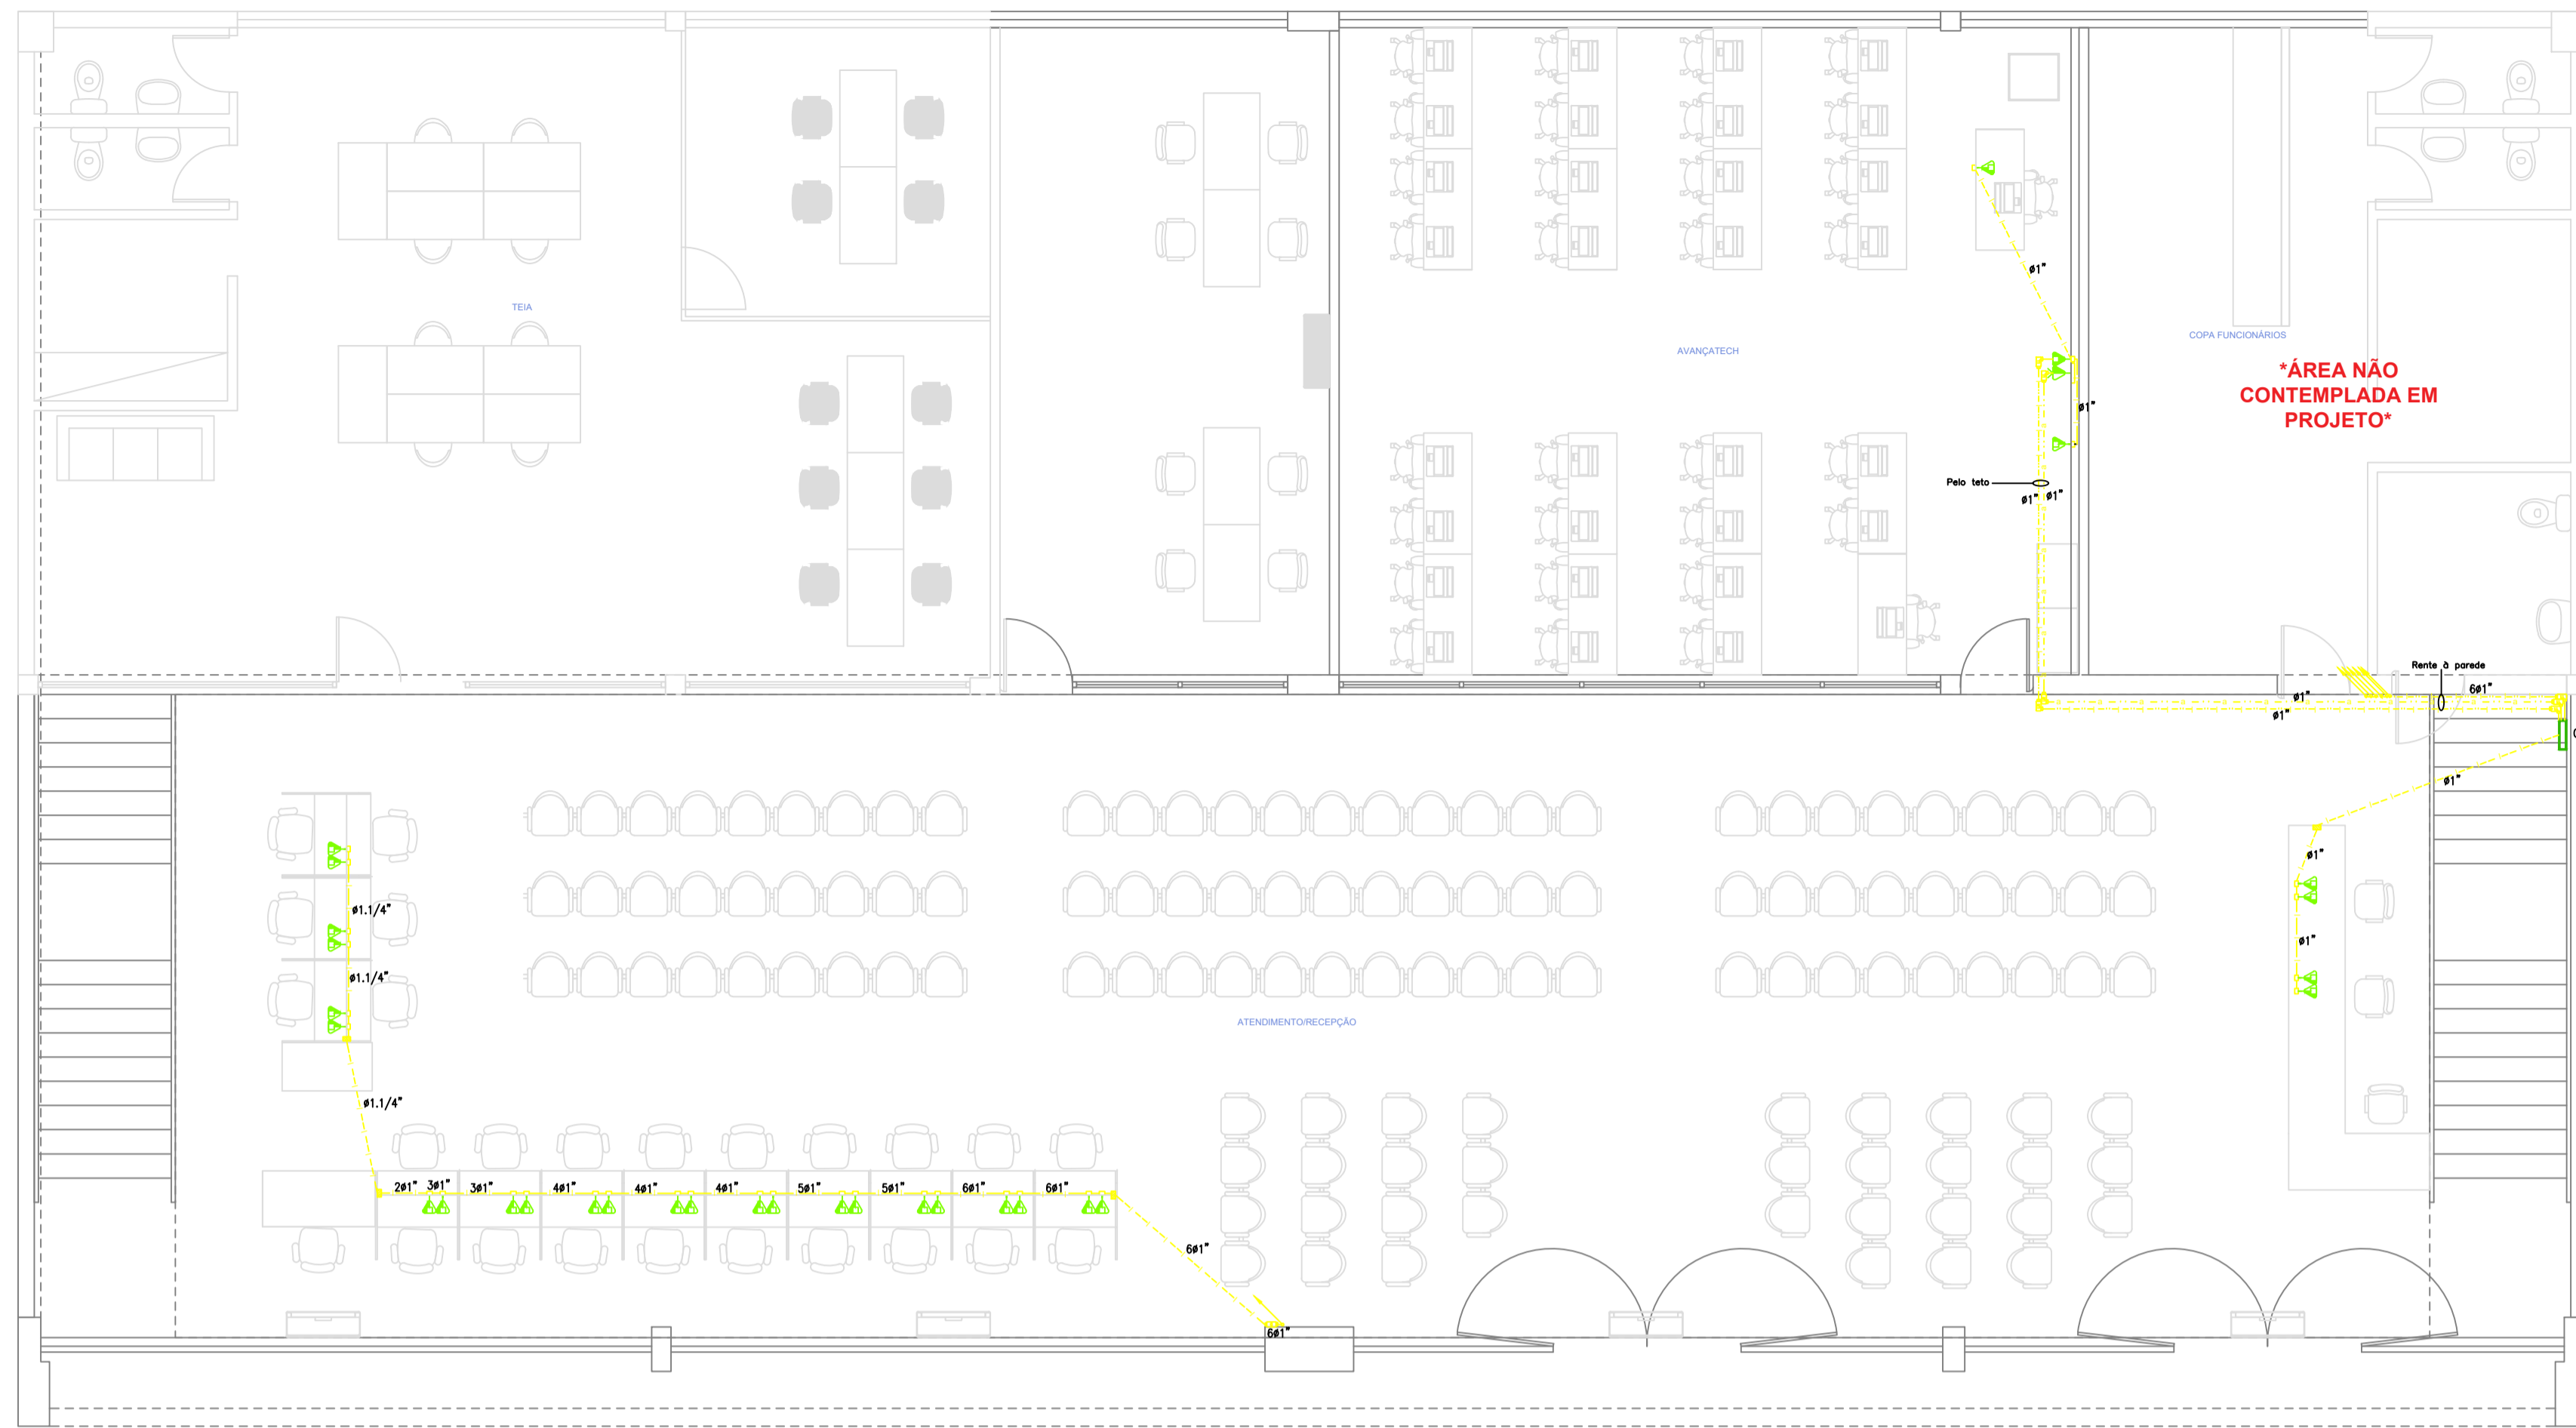 ø1"
TEIA
COPA FUNCIONÁRIOS
AVANÇATECH
*ÁREA NÃO
CONTEMPLADA EM
PROJETO*
ø1"
Pelo teto
ø1" ø1"
Rente à parede
6ø1"
ø1"
ø1"
ø1"
ø1"
ø1.1/4"
ø1"
ø1.1/4"
ATENDIMENTO/RECEPÇÃO
ø1.1/4"
2ø1" 3ø1" 3ø1" 4ø1" 4ø1" 4ø1" 5ø1" 5ø1" 6ø1" 6ø1"
6ø1"
6ø1"